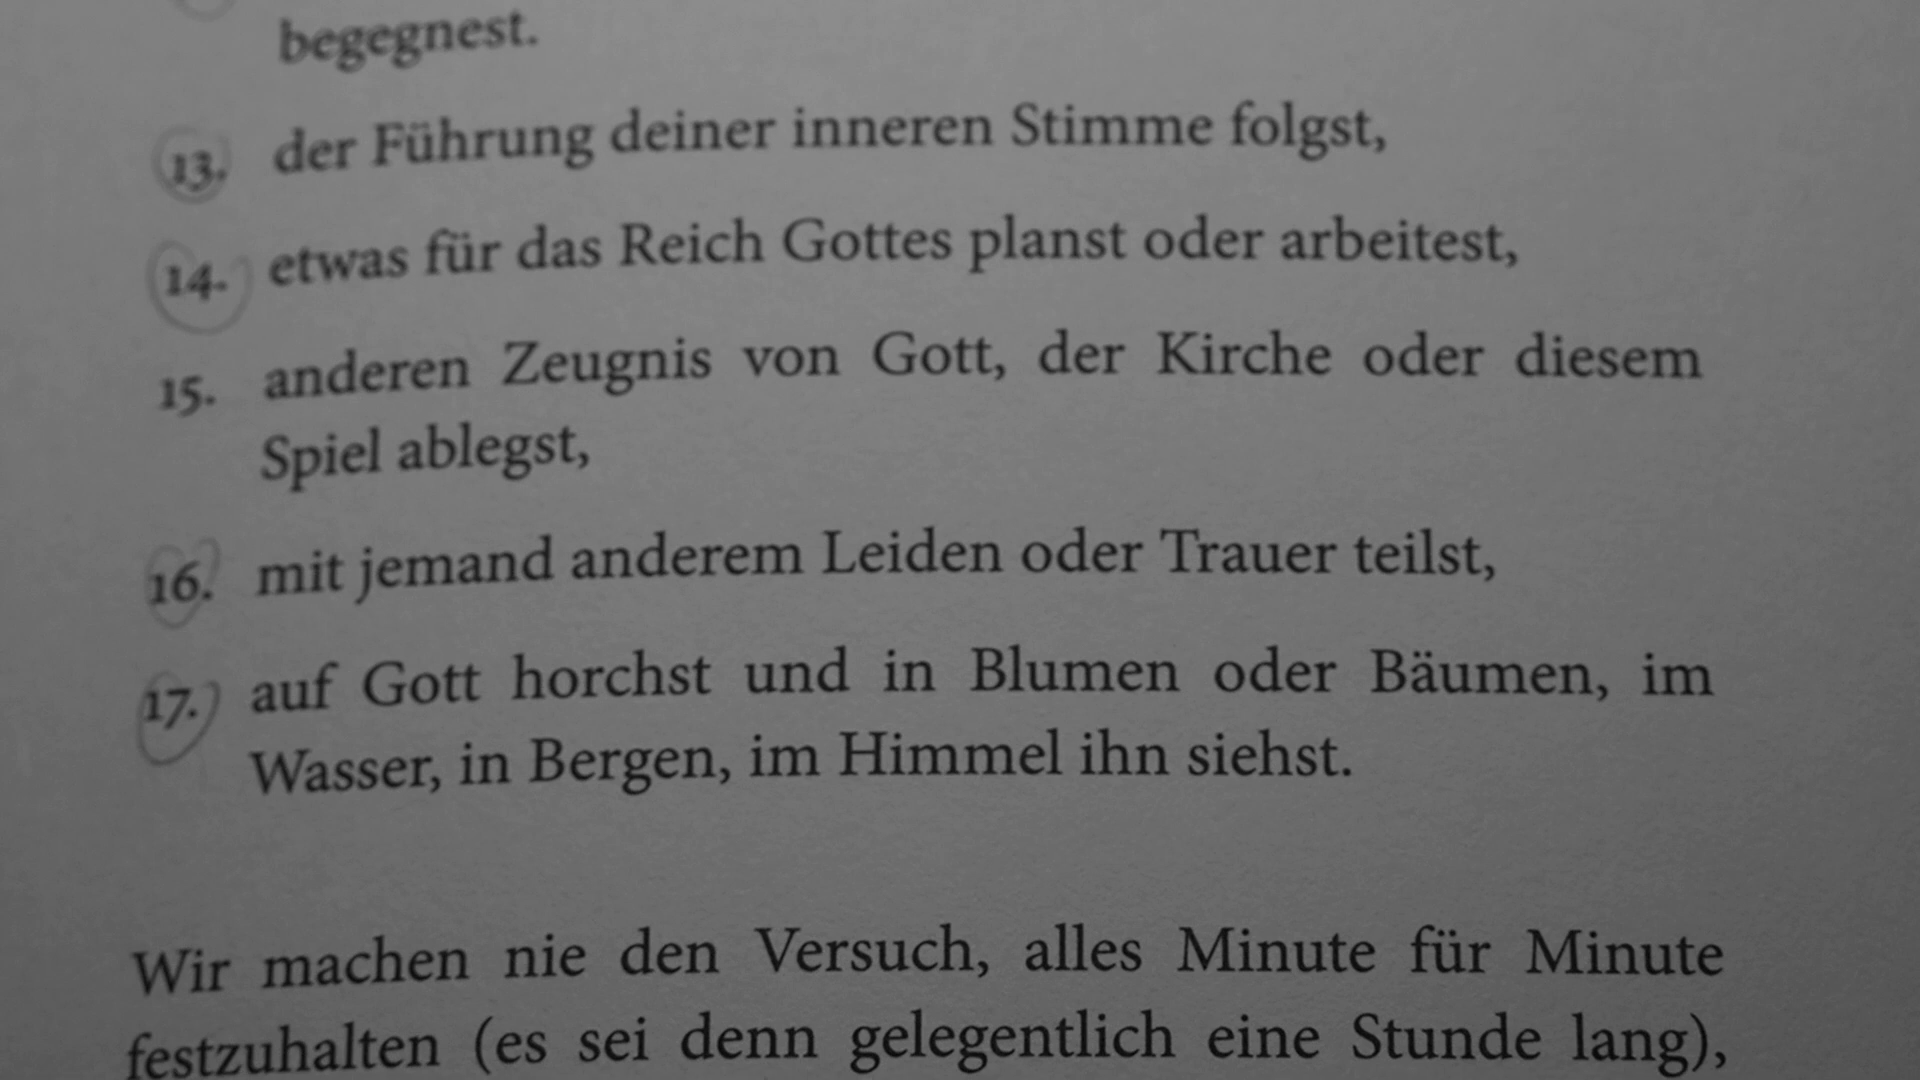 begegnest.
13. der Führung deiner inneren Stimme folgst,
14. etwas für das Reich Gottes planst oder arbeitest,
15. anderen Zeugnis von Gott, der Kirche oder diesem
Spiel ablegst,
16. mit jemand anderem Leiden oder Trauer teilst,
17. auf Gott horchst und in Blumen oder Bäumen, im
Wasser, in Bergen, im Himmel ihn siehst.
Wir machen nie den Versuch, alles Minute für Minute
festzuhalten (es sei denn gelegentlich eine Stunde lang),